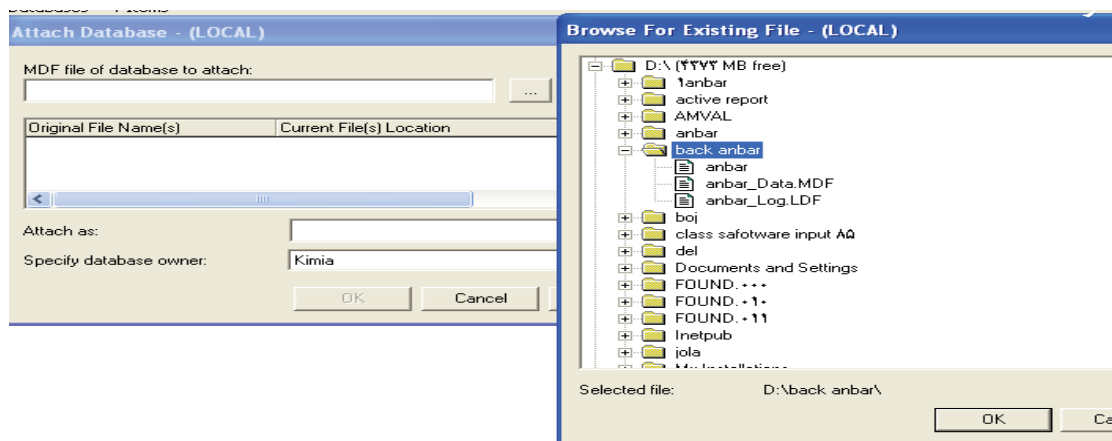 Attach Database - (LOCAL)
MDF file of database to attach:
...
Original File Name(s) Current File(s) Location
Attach as:
Specify database owner: Kimia
OK Cancel
Browse For Existing File - (LOCAL)
D:\ (۴۳۷۳ MB free)
۱anbar
active report
AMVAL
anbar
back anbar
anbar
anbar_Data.MDF
anbar_Log.LDF
boj
class safotware input ۸۵
del
Documents and Settings
FOUND.۰۰۰
FOUND.۰۱۰
FOUND.۰۱۱
Inetpub
jola
Selected file: D:\back anbar\
OK Ca